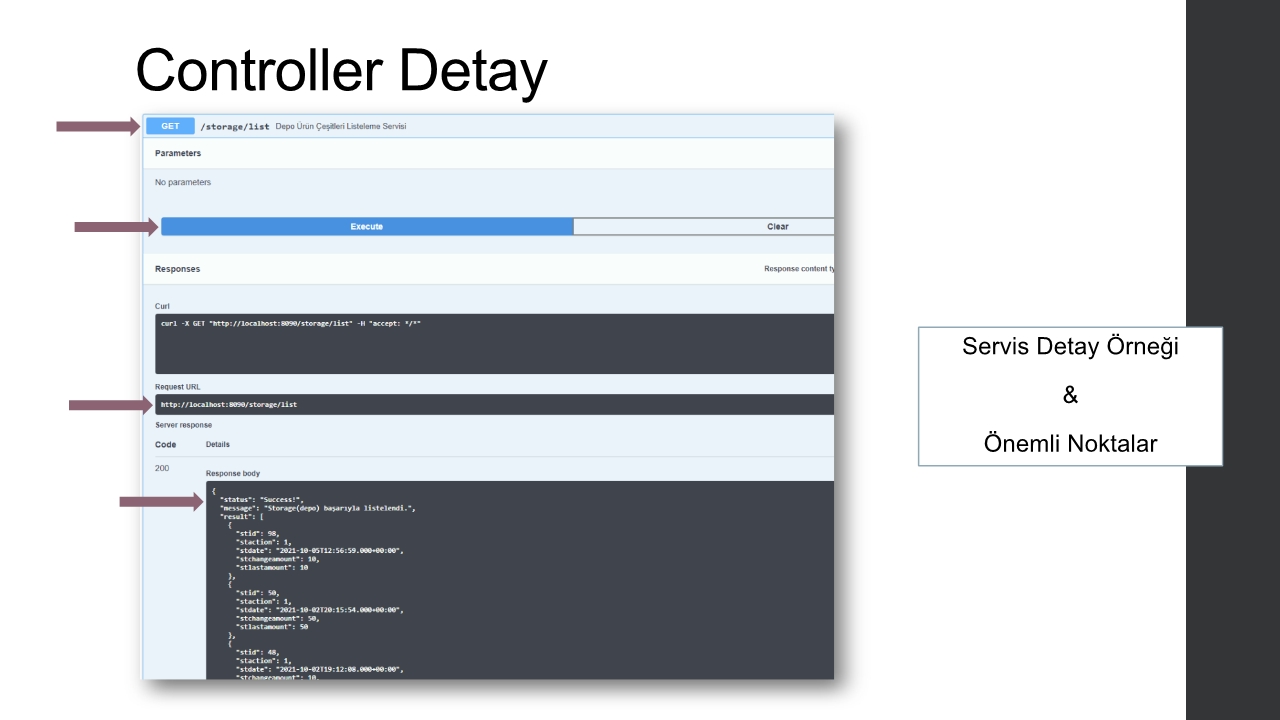 Controller Detay
GET /storage/list Depo Ürün Çeşitleri Listeleme Servisi
Parameters
No parameters
Execute Clear
Responses Response content ty
Curl
curl -X GET "http://localhost:8090/storage/list" -H "accept: */*"
Request URL
http://localhost:8090/storage/list
Server response
Code Details
200
Response body
{
"status": "Success!",
"message": "Storage(depo) başarıyla listelendi.",
"result": [
{
"stid": 98,
"staction": 1,
"stdate": "2021-10-05T12:56:59.000+00:00",
"stchangeamount": 10,
"stlastamount": 10
},
{
"stid": 50,
"staction": 1,
"stdate": "2021-10-02T20:15:54.000+00:00",
"stchangeamount": 50,
"stlastamount": 50
},
{
"stid": 48,
"staction": 1,
"stdate": "2021-10-02T19:12:08.000+00:00",
"stchangeamount": 10,
Servis Detay Örneği
&
Önemli Noktalar